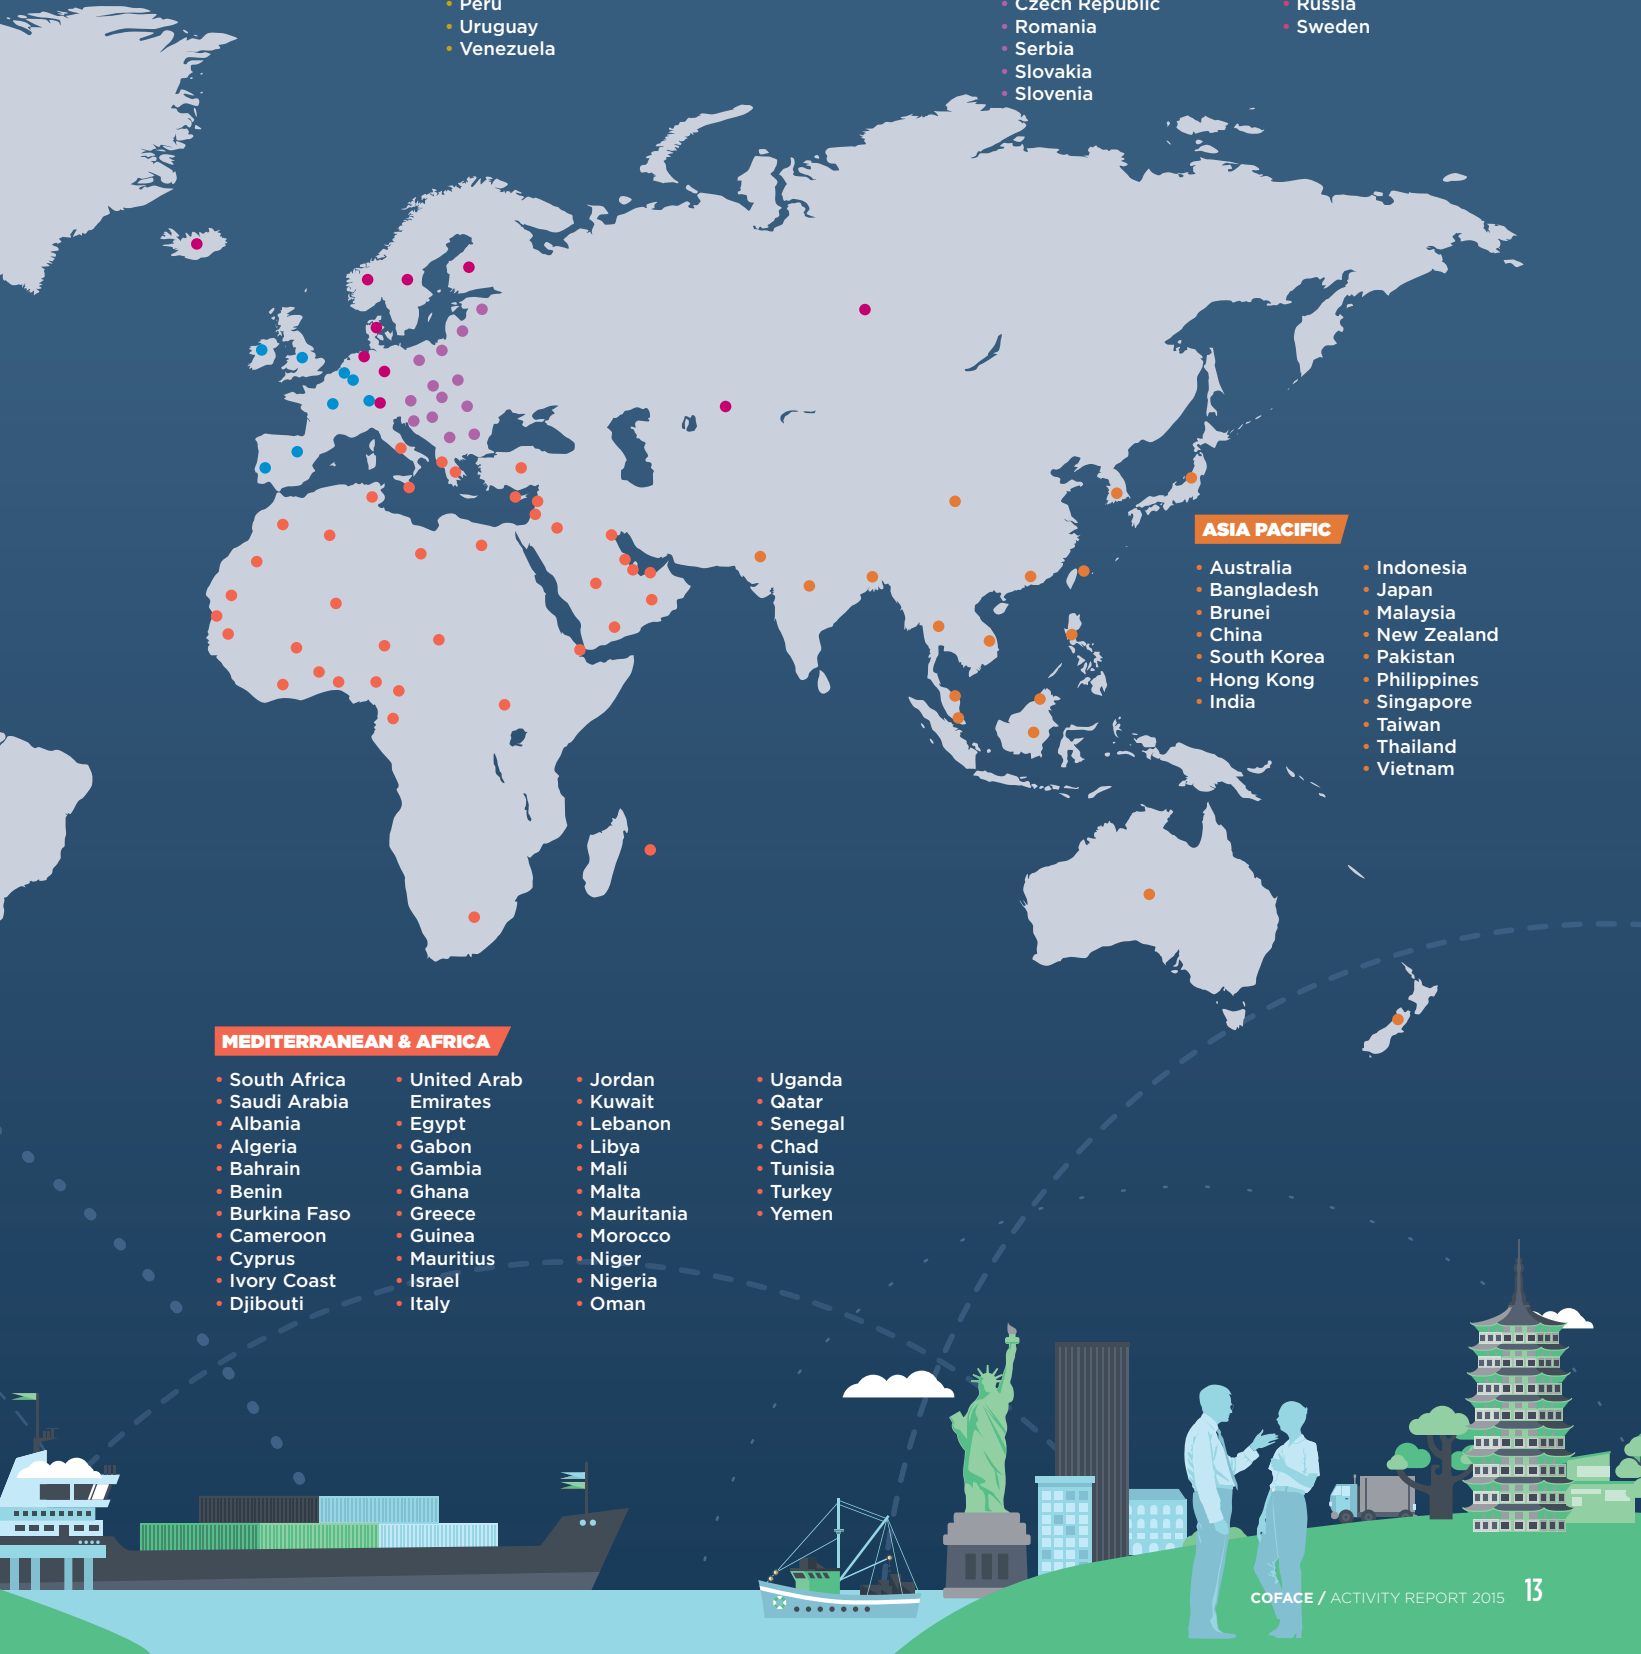 • Peru
• Uruguay
• Venezuela
• Czech Republic
• Romania
• Serbia
• Slovakia
• Slovenia
• Russia
• Sweden
ASIA PACIFIC
• Australia
• Bangladesh
• Brunei
• China
• South Korea
• Hong Kong
• India
• Indonesia
• Japan
• Malaysia
• New Zealand
• Pakistan
• Philippines
• Singapore
• Taiwan
• Thailand
• Vietnam
MEDITERRANEAN & AFRICA
• South Africa
• Saudi Arabia
• Albania
• Algeria
• Bahrain
• Benin
• Burkina Faso
• Cameroon
• Cyprus
• Ivory Coast
• Djibouti
• United Arab
Emirates
• Egypt
• Gabon
• Gambia
• Ghana
• Greece
• Guinea
• Mauritius
• Israel
• Italy
• Jordan
• Kuwait
• Lebanon
• Libya
• Mali
• Malta
• Mauritania
• Morocco
• Niger
• Nigeria
• Oman
• Uganda
• Qatar
• Senegal
• Chad
• Tunisia
• Turkey
• Yemen
COFACE / ACTIVITY REPORT 2015 13